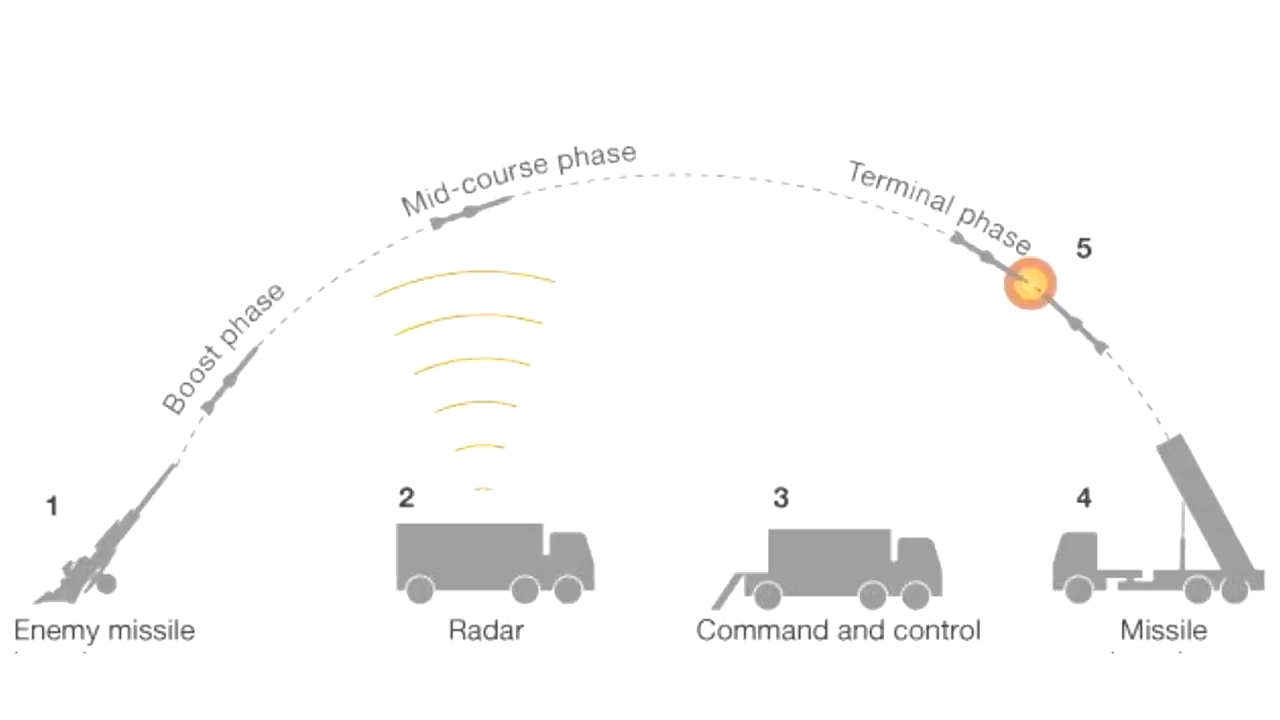 Mid-course phase
Terminal phase
Boost phase
5
1
2
3
4
Enemy missile
Radar
Command and control
Missile